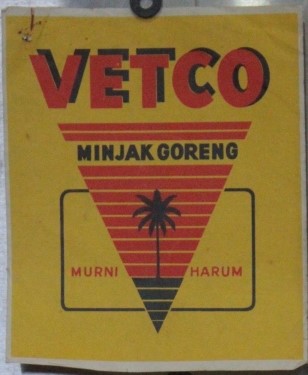 VETCO
MINJAK GORENG
MURNI HARUM